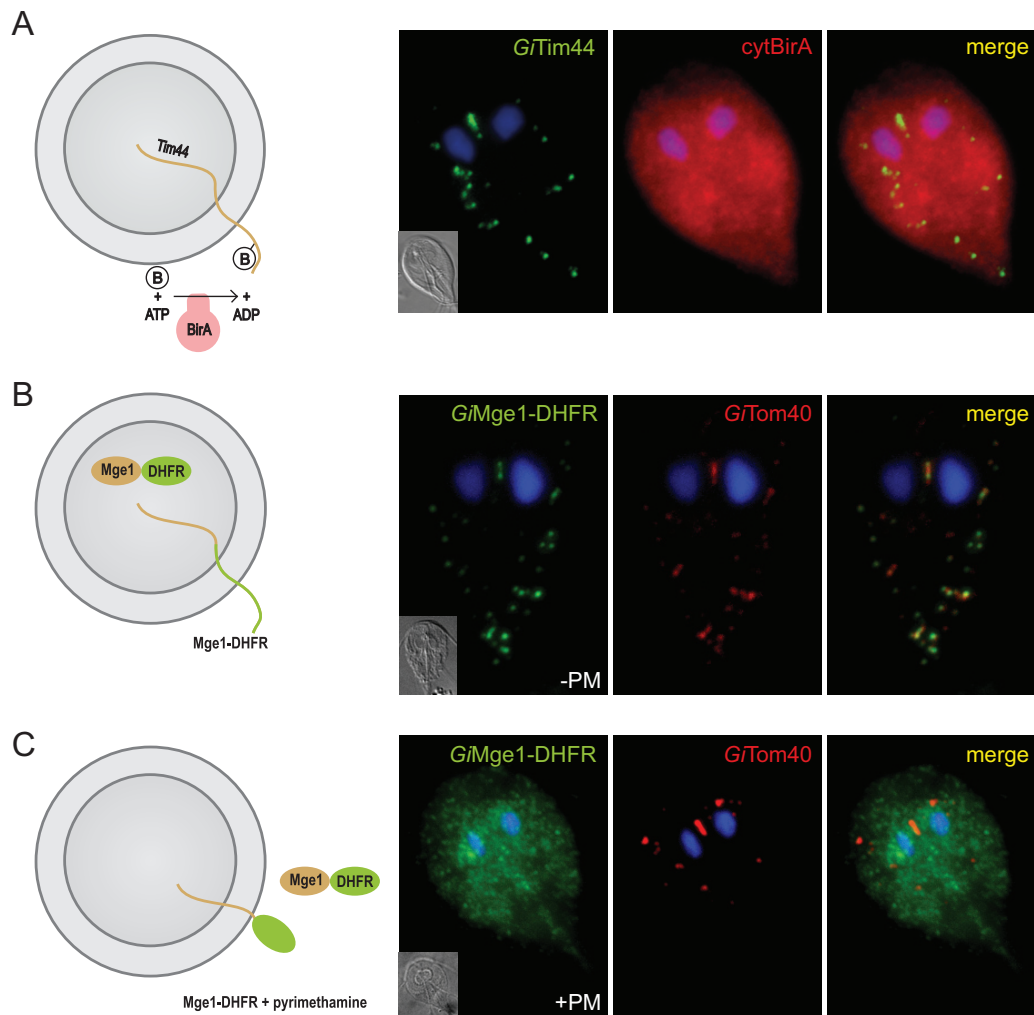 A
GiTim44
cytBirA
merge
Tim44
B
B
+
+
ATP
ADP
BirA
B
GiMge1-DHFR
GiTom40
merge
Mge1
DHFR
Mge1-DHFR
-PM
C
GiMge1-DHFR
GiTom40
merge
Mge1
DHFR
Mge1-DHFR + pyrimethamine
+PM